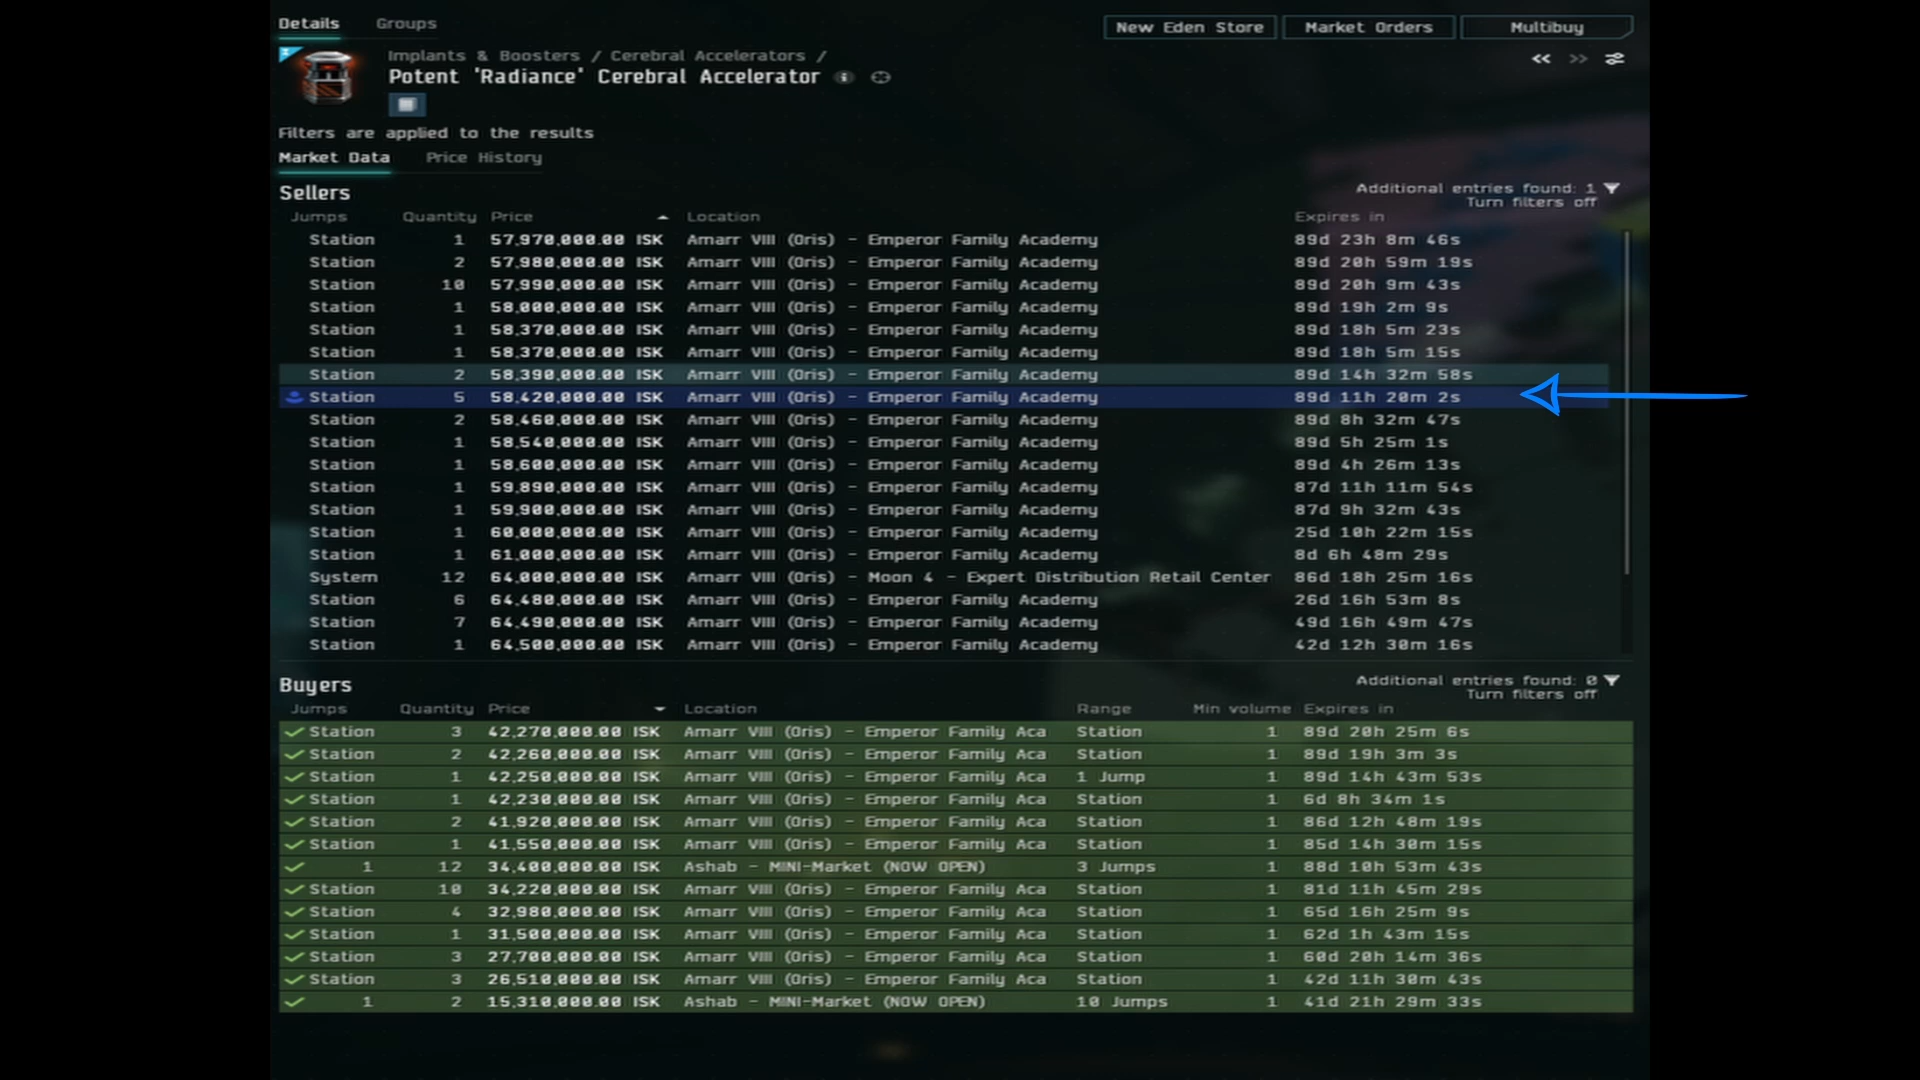 Details Groups
New Eden Store Market Orders Multibuy
Implants & Boosters / Cerebral Accelerators /
Potent 'Radiance' Cerebral Accelerator
Filters are applied to the results
Market Data Price History
Sellers
Additional entries found: 1
Turn filters off
Jumps Quantity Price Location Expires in
Station 1 57,970,000.00 ISK Amarr VIII (Oris) - Emperor Family Academy 89d 23h 8m 46s
Station 2 57,980,000.00 ISK Amarr VIII (Oris) - Emperor Family Academy 89d 20h 59m 19s
Station 10 57,990,000.00 ISK Amarr VIII (Oris) - Emperor Family Academy 89d 20h 9m 43s
Station 1 58,000,000.00 ISK Amarr VIII (Oris) - Emperor Family Academy 89d 19h 2m 9s
Station 1 58,370,000.00 ISK Amarr VIII (Oris) - Emperor Family Academy 89d 18h 5m 23s
Station 1 58,370,000.00 ISK Amarr VIII (Oris) - Emperor Family Academy 89d 18h 5m 15s
Station 2 58,390,000.00 ISK Amarr VIII (Oris) - Emperor Family Academy 89d 14h 32m 58s
Station 5 58,420,000.00 ISK Amarr VIII (Oris) - Emperor Family Academy 89d 11h 20m 2s
Station 2 58,460,000.00 ISK Amarr VIII (Oris) - Emperor Family Academy 89d 8h 32m 47s
Station 1 58,540,000.00 ISK Amarr VIII (Oris) - Emperor Family Academy 89d 5h 25m 1s
Station 1 58,600,000.00 ISK Amarr VIII (Oris) - Emperor Family Academy 89d 4h 26m 13s
Station 1 59,890,000.00 ISK Amarr VIII (Oris) - Emperor Family Academy 87d 11h 11m 54s
Station 1 59,900,000.00 ISK Amarr VIII (Oris) - Emperor Family Academy 87d 9h 32m 43s
Station 1 60,000,000.00 ISK Amarr VIII (Oris) - Emperor Family Academy 25d 10h 22m 15s
Station 1 61,000,000.00 ISK Amarr VIII (Oris) - Emperor Family Academy 8d 6h 48m 29s
System 12 64,000,000.00 ISK Amarr VIII (Oris) - Moon 4 - Expert Distribution Retail Center 86d 18h 25m 16s
Station 6 64,480,000.00 ISK Amarr VIII (Oris) - Emperor Family Academy 26d 16h 53m 8s
Station 7 64,490,000.00 ISK Amarr VIII (Oris) - Emperor Family Academy 49d 16h 49m 47s
Station 1 64,500,000.00 ISK Amarr VIII (Oris) - Emperor Family Academy 42d 12h 30m 16s
Buyers
Additional entries found: 0
Turn filters off
Jumps Quantity Price Location Range Min volume Expires in
Station 3 42,270,000.00 ISK Amarr VIII (Oris) - Emperor Family Aca Station 1 89d 20h 25m 6s
Station 2 42,260,000.00 ISK Amarr VIII (Oris) - Emperor Family Aca Station 1 89d 19h 3m 3s
Station 1 42,250,000.00 ISK Amarr VIII (Oris) - Emperor Family Aca 1 Jump 1 89d 14h 43m 53s
Station 1 42,230,000.00 ISK Amarr VIII (Oris) - Emperor Family Aca Station 1 6d 8h 34m 1s
Station 2 41,920,000.00 ISK Amarr VIII (Oris) - Emperor Family Aca Station 1 86d 12h 48m 19s
Station 1 41,550,000.00 ISK Amarr VIII (Oris) - Emperor Family Aca Station 1 85d 14h 30m 15s
1 12 34,400,000.00 ISK Ashab - MINI-Market (NOW OPEN) 3 Jumps 1 88d 10h 53m 43s
Station 10 34,220,000.00 ISK Amarr VIII (Oris) - Emperor Family Aca Station 1 81d 11h 45m 29s
Station 4 32,980,000.00 ISK Amarr VIII (Oris) - Emperor Family Aca Station 1 65d 16h 25m 9s
Station 1 31,500,000.00 ISK Amarr VIII (Oris) - Emperor Family Aca Station 1 62d 1h 43m 15s
Station 3 27,700,000.00 ISK Amarr VIII (Oris) - Emperor Family Aca Station 1 60d 20h 14m 36s
Station 3 26,510,000.00 ISK Amarr VIII (Oris) - Emperor Family Aca Station 1 42d 11h 30m 43s
1 2 15,310,000.00 ISK Ashab - MINI-Market (NOW OPEN) 10 Jumps 1 41d 21h 29m 33s